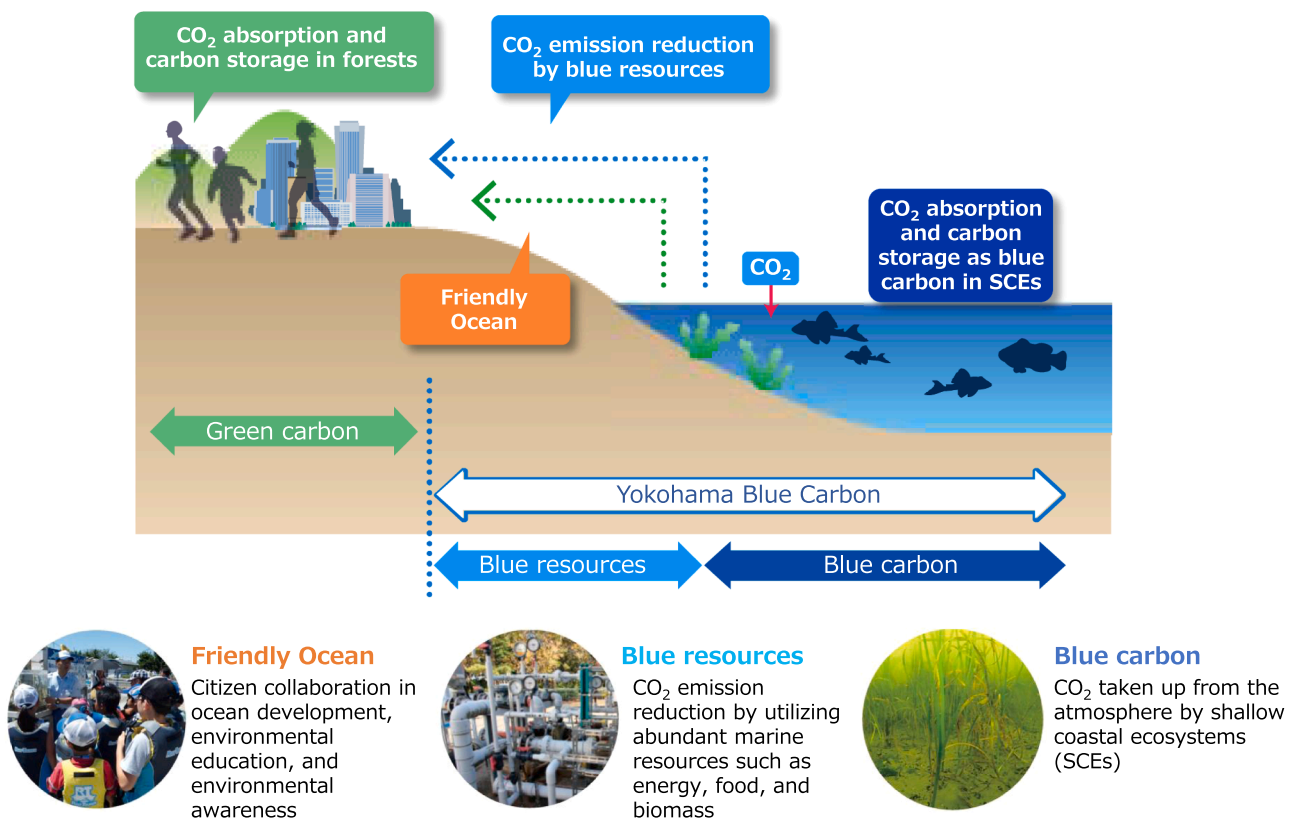 CO₂ absorption and
carbon storage in forests
CO₂ emission reduction
by blue resources
CO₂ absorption
and carbon
storage as blue
carbon in SCEs
CO₂
Friendly
Ocean
Green carbon
Yokohama Blue Carbon
Blue resources
Blue carbon
Friendly Ocean
Citizen collaboration in
ocean development,
environmental
education, and
environmental
awareness
Blue resources
CO₂ emission
reduction by utilizing
abundant marine
resources such as
energy, food, and
biomass
Blue carbon
CO₂ taken up from the
atmosphere by shallow
coastal ecosystems
(SCEs)